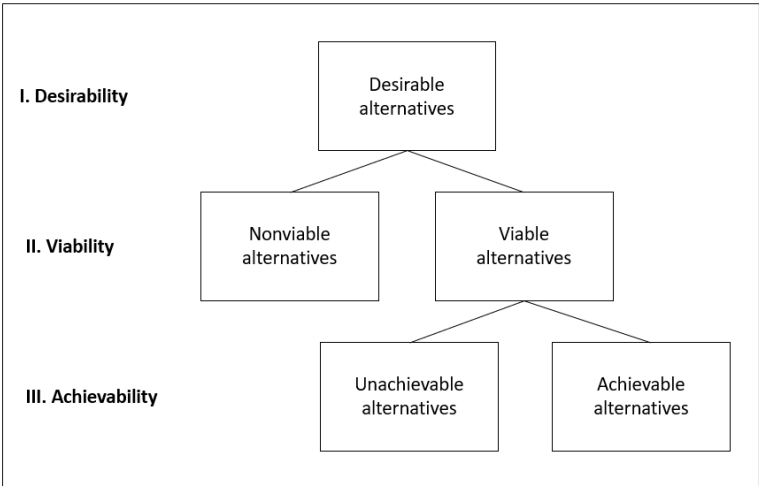 I. Desirability
Desirable
alternatives
II. Viability
Nonviable
alternatives
Viable
alternatives
III. Achievability
Unachievable
alternatives
Achievable
alternatives